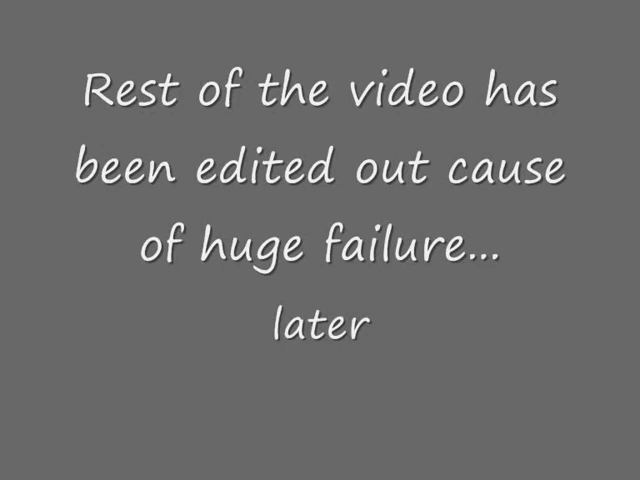 Rest of the video has
been edited out cause
of huge failure...
later